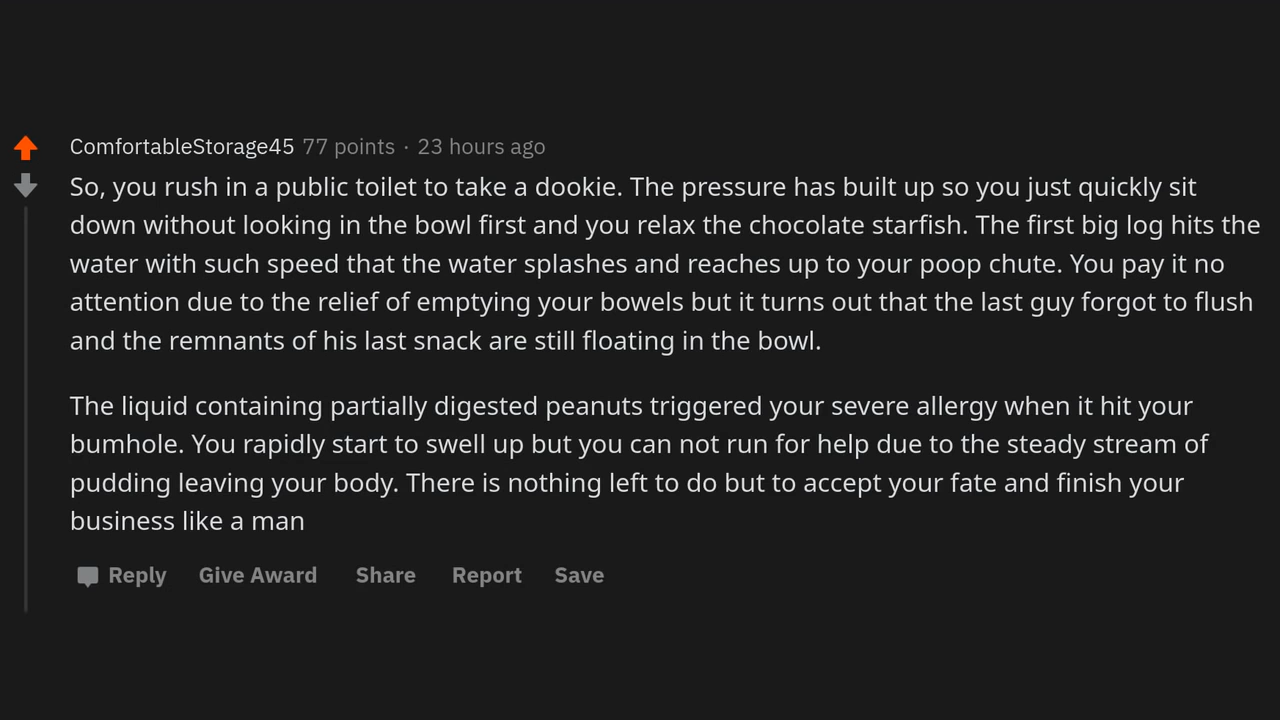 ComfortableStorage45 77 points · 23 hours ago
So, you rush in a public toilet to take a dookie. The pressure has built up so you just quickly sit
down without looking in the bowl first and you relax the chocolate starfish. The first big log hits the
water with such speed that the water splashes and reaches up to your poop chute. You pay it no
attention due to the relief of emptying your bowels but it turns out that the last guy forgot to flush
and the remnants of his last snack are still floating in the bowl.
The liquid containing partially digested peanuts triggered your severe allergy when it hit your
bumhole. You rapidly start to swell up but you can not run for help due to the steady stream of
pudding leaving your body. There is nothing left to do but to accept your fate and finish your
business like a man
Reply Give Award Share Report Save